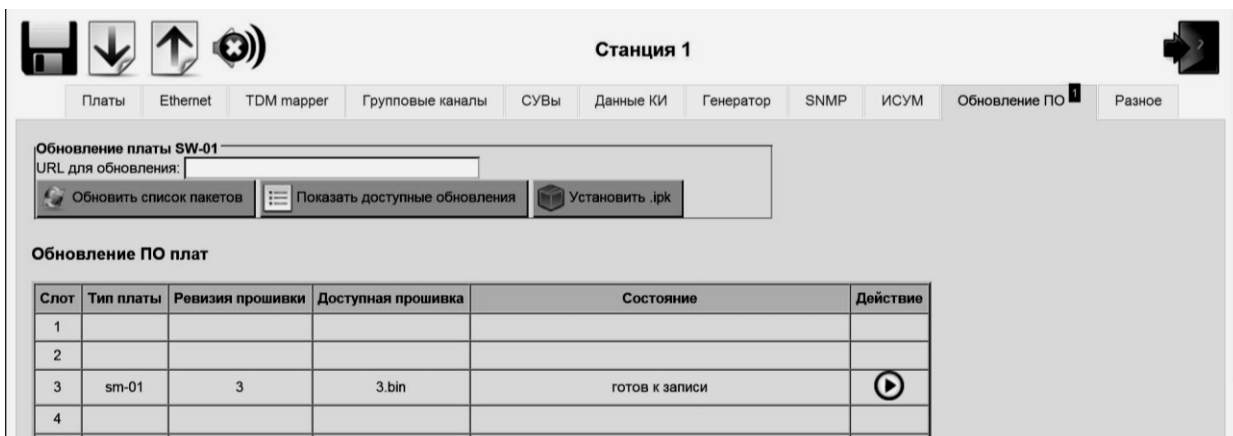 Станция 1
Платы Ethernet TDM mapper Групповые каналы СУВы Данные КИ Генератор SNMP ИСУМ Обновление ПО 1 Разное
Обновление платы SW-01
URL для обновления:
Обновить список пакетов Показать доступные обновления Установить .ipk
Обновление ПО плат
Слот Тип платы Ревизия прошивки Доступная прошивка Состояние Действие
1
2
3 sm-01 3 3.bin готов к записи
4